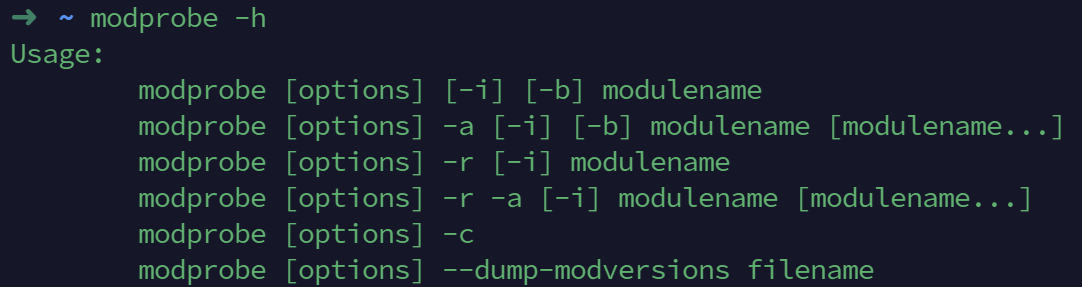 ➜ ~ modprobe -h
Usage:
        modprobe [options] [-i] [-b] modulename
        modprobe [options] -a [-i] [-b] modulename [modulename...]
        modprobe [options] -r [-i] modulename
        modprobe [options] -r -a [-i] modulename [modulename...]
        modprobe [options] -c
        modprobe [options] --dump-modversions filename